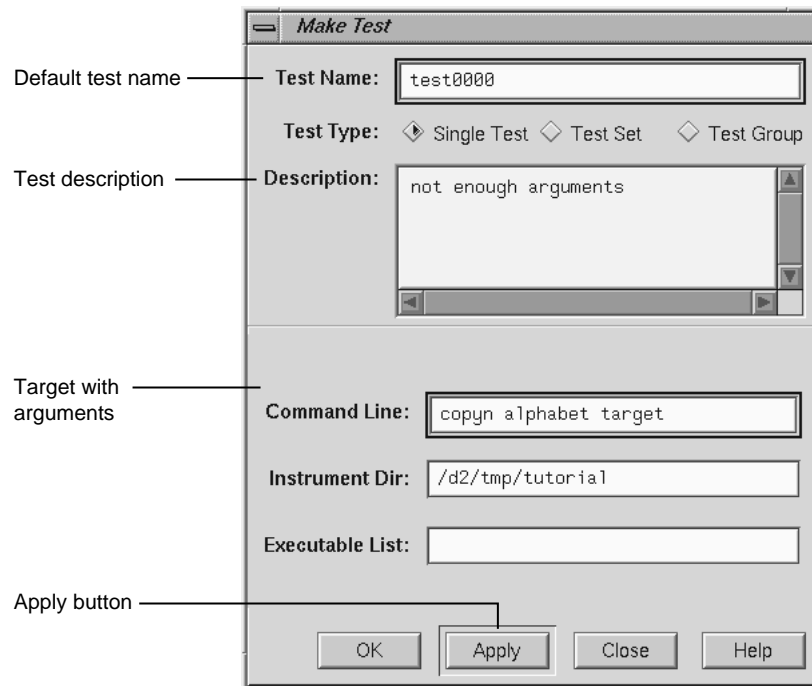 Make Test
Default test name
Test Name: test0000
Test Type: Single Test Test Set Test Group
Test description
Description: not enough arguments
Target with
arguments
Command Line: copyn alphabet target
Instrument Dir: /d2/tmp/tutorial
Executable List:
Apply button
OK Apply Close Help